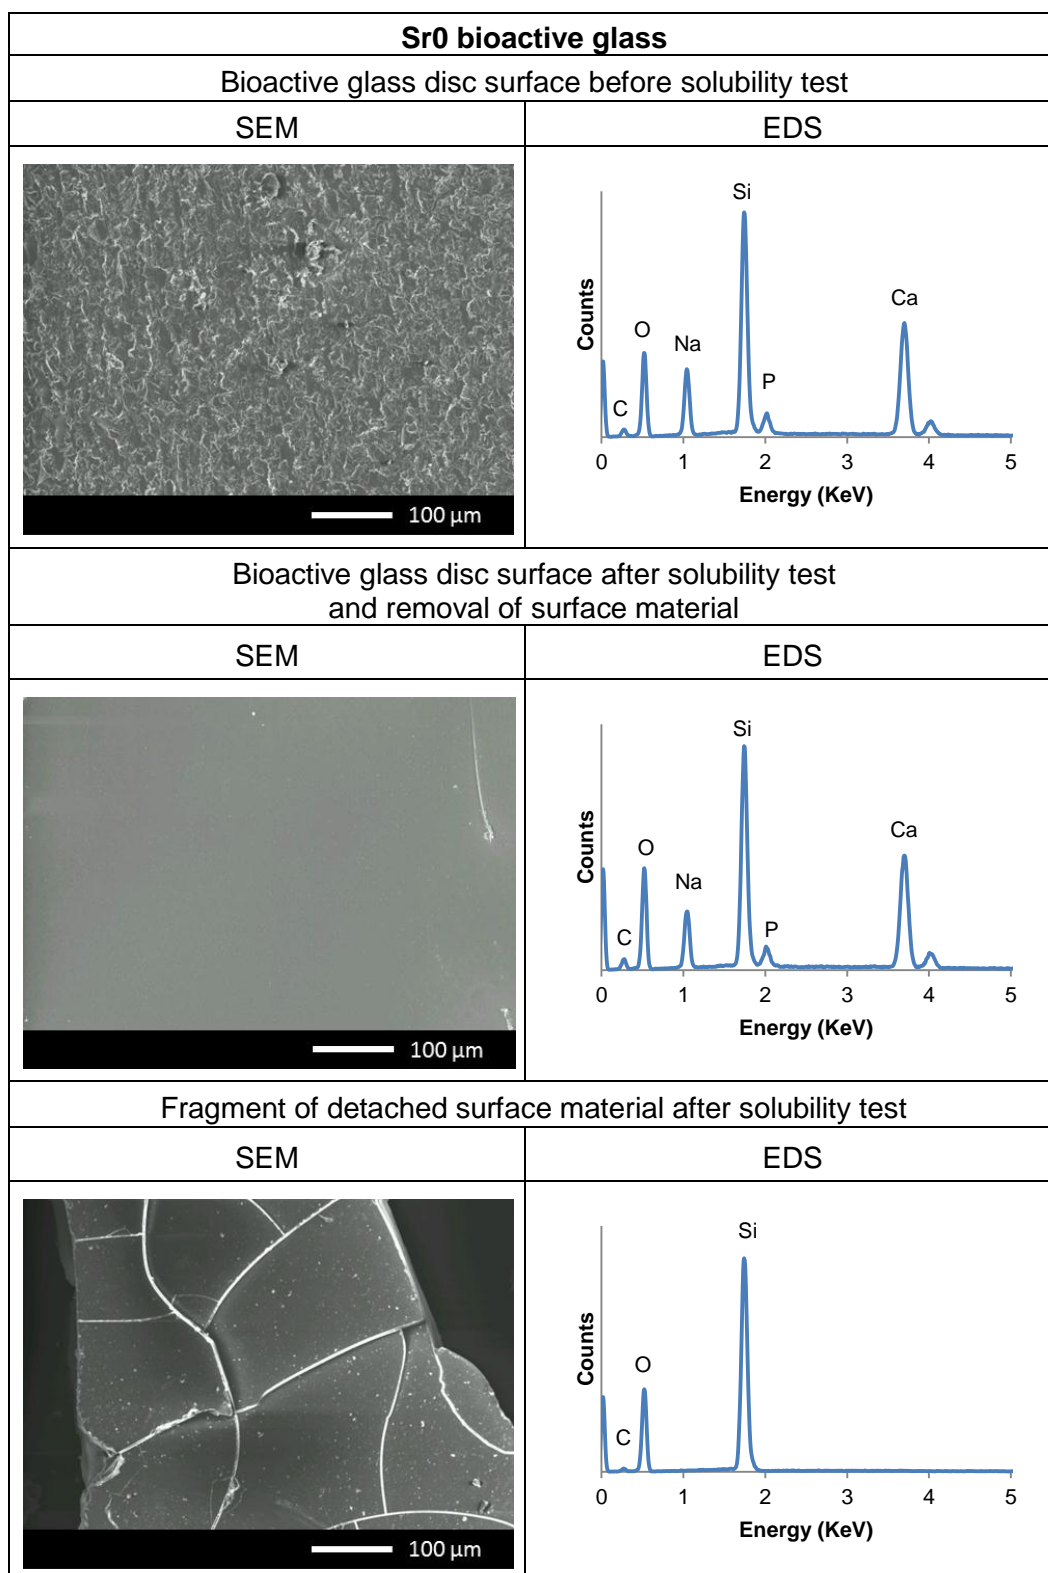 Sr0 bioactive glass
Bioactive glass disc surface before solubility test
SEM
EDS
100 µm
Counts
C
O
Na
Si
P
Ca
0 1 2 3 4 5
Energy (KeV)
Bioactive glass disc surface after solubility test
and removal of surface material
SEM
EDS
100 µm
Counts
C
O
Na
Si
P
Ca
0 1 2 3 4 5
Energy (KeV)
Fragment of detached surface material after solubility test
SEM
EDS
100 µm
Counts
C
O
Si
0 1 2 3 4 5
Energy (KeV)